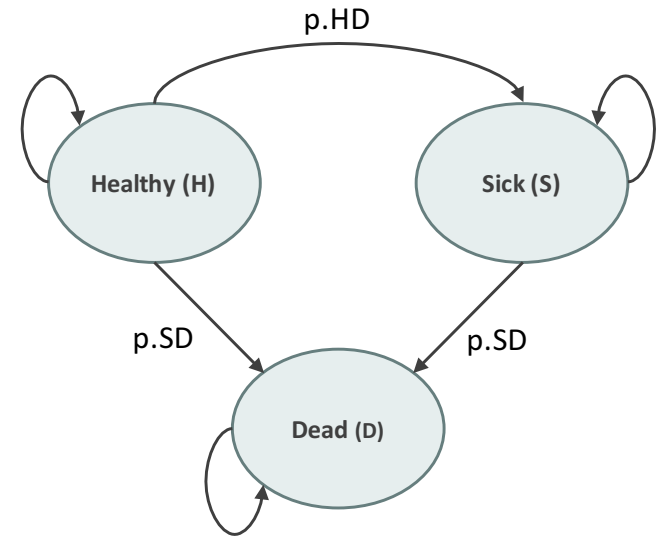 p.HD
Healthy (H)
Sick (S)
p.SD
p.SD
Dead (D)